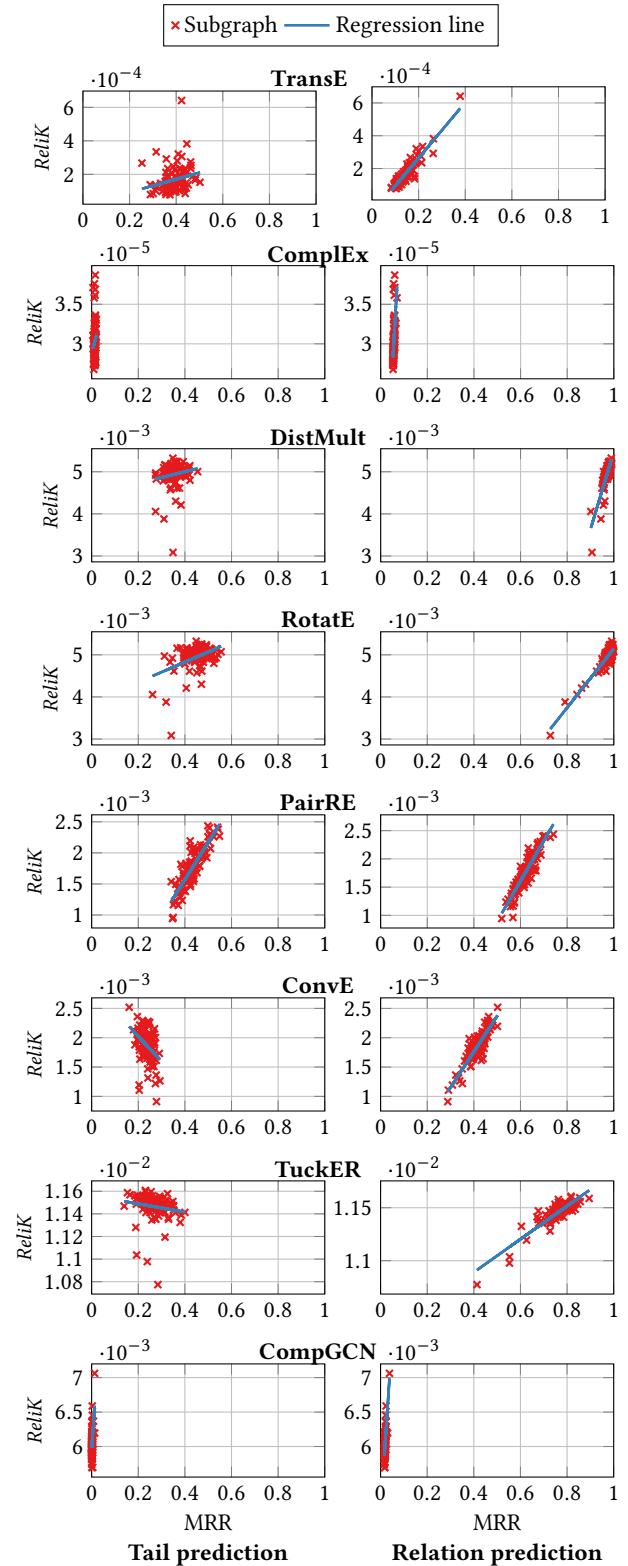 Subgraph Regression line
·10−4 TransE ·10−4
ReliK
6 6
4 4
2 2
0 0.2 0.4 0.6 0.8 1 0 0.2 0.4 0.6 0.8 1
·10−5 ComplEx ·10−5
ReliK
3.5 3.5
3 3
0 0.2 0.4 0.6 0.8 1 0 0.2 0.4 0.6 0.8 1
·10−3 DistMult ·10−3
ReliK
5 5
4 4
3 3
0 0.2 0.4 0.6 0.8 1 0 0.2 0.4 0.6 0.8 1
·10−3 RotatE ·10−3
ReliK
5 5
4 4
3 3
0 0.2 0.4 0.6 0.8 1 0 0.2 0.4 0.6 0.8 1
·10−3 PairRE ·10−3
ReliK
2.5 2.5
2 2
1.5 1.5
1 1
0 0.2 0.4 0.6 0.8 1 0 0.2 0.4 0.6 0.8 1
·10−3 ConvE ·10−3
ReliK
2.5 2.5
2 2
1.5 1.5
1 1
0 0.2 0.4 0.6 0.8 1 0 0.2 0.4 0.6 0.8 1
·10−2 TuckER ·10−2
ReliK
1.16
1.14 1.15
1.1 1.1
1.08
0 0.2 0.4 0.6 0.8 1 0 0.2 0.4 0.6 0.8 1
·10−3 CompGCN ·10−3
ReliK
7 7
6.5 6.5
6 6
0 0.2 0.4 0.6 0.8 1 0 0.2 0.4 0.6 0.8 1
MRR MRR
Tail prediction Relation prediction